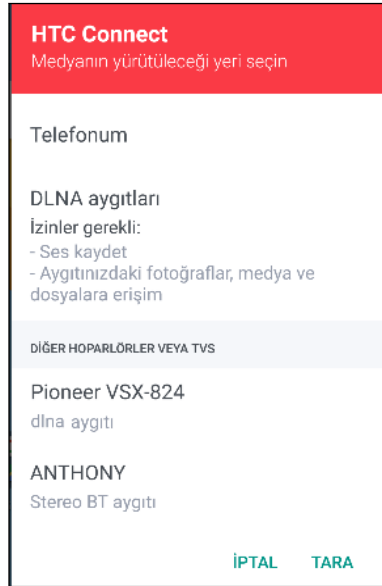 HTC Connect
Medyanın yürütüleceği yeri seçin
Telefonum
DLNA aygıtları
İzinler gerekli:
- Ses kaydet
- Aygıtınızdaki fotoğraflar, medya ve
dosyalara erişim
DİĞER HOPARLÖRLER VEYA TVS
Pioneer VSX-824
dlna aygıtı
ANTHONY
Stereo BT aygıtı
İPTAL TARA